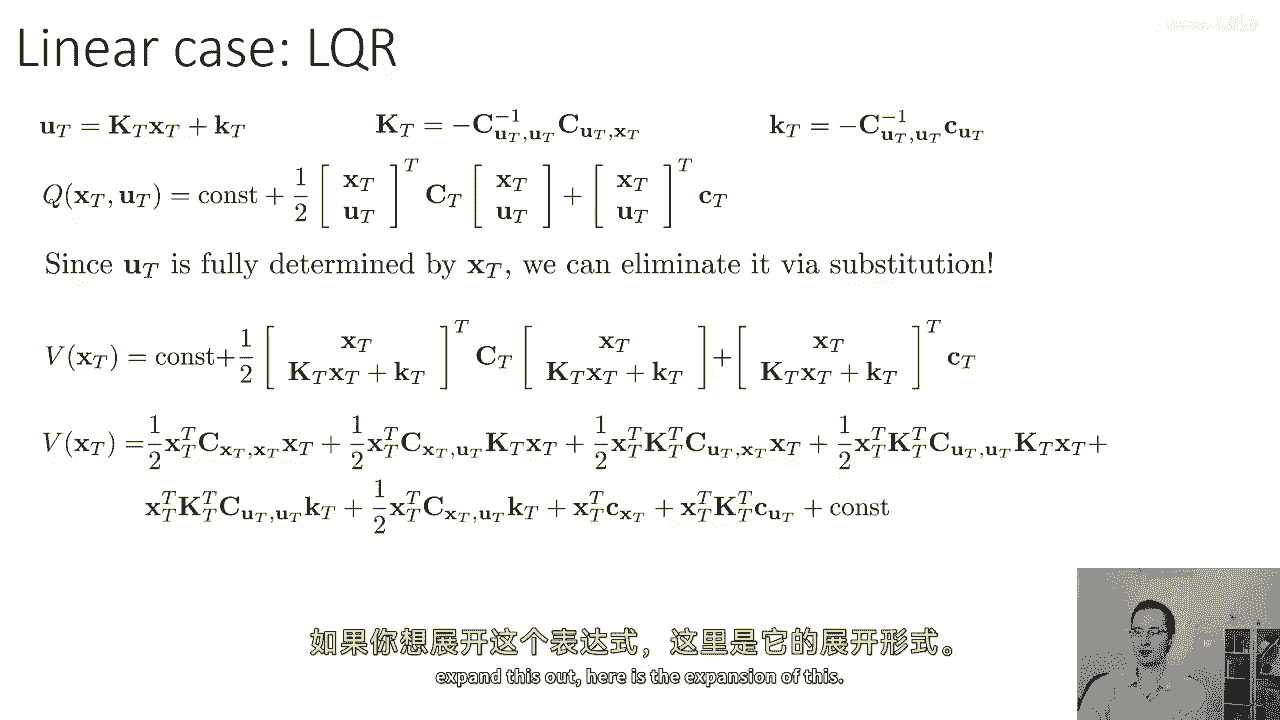 Linear case: LQR
$\mathbf{u}_T = \mathbf{K}_T\mathbf{x}_T + \mathbf{k}_T$ $\mathbf{K}_T = -\mathbf{C}_{\mathbf{u}_T,\mathbf{u}_T}^{-1}\mathbf{C}_{\mathbf{u}_T,\mathbf{x}_T}$ $\mathbf{k}_T = -\mathbf{C}_{\mathbf{u}_T,\mathbf{u}_T}^{-1}\mathbf{c}_{\mathbf{u}_T}$
$Q(\mathbf{x}_T, \mathbf{u}_T) = \text{const} + \frac{1}{2}\begin{bmatrix}\mathbf{x}_T\\ \mathbf{u}_T\end{bmatrix}^T \mathbf{C}_T \begin{bmatrix}\mathbf{x}_T\\ \mathbf{u}_T\end{bmatrix} + \begin{bmatrix}\mathbf{x}_T\\ \mathbf{u}_T\end{bmatrix}^T \mathbf{c}_T$
Since $\mathbf{u}_T$ is fully determined by $\mathbf{x}_T$, we can eliminate it via substitution!
$V(\mathbf{x}_T) = \text{const} + \frac{1}{2}\begin{bmatrix}\mathbf{x}_T\\ \mathbf{K}_T\mathbf{x}_T + \mathbf{k}_T\end{bmatrix}^T \mathbf{C}_T \begin{bmatrix}\mathbf{x}_T\\ \mathbf{K}_T\mathbf{x}_T + \mathbf{k}_T\end{bmatrix} + \begin{bmatrix}\mathbf{x}_T\\ \mathbf{K}_T\mathbf{x}_T + \mathbf{k}_T\end{bmatrix}^T \mathbf{c}_T$
$V(\mathbf{x}_T) = \frac{1}{2}\mathbf{x}_T^T\mathbf{C}_{\mathbf{x}_T,\mathbf{x}_T}\mathbf{x}_T + \frac{1}{2}\mathbf{x}_T^T\mathbf{C}_{\mathbf{x}_T,\mathbf{u}_T}\mathbf{K}_T\mathbf{x}_T + \frac{1}{2}\mathbf{x}_T^T\mathbf{K}_T^T\mathbf{C}_{\mathbf{u}_T,\mathbf{x}_T}\mathbf{x}_T + \frac{1}{2}\mathbf{x}_T^T\mathbf{K}_T^T\mathbf{C}_{\mathbf{u}_T,\mathbf{u}_T}\mathbf{K}_T\mathbf{x}_T +$
$\mathbf{x}_T^T\mathbf{K}_T^T\mathbf{C}_{\mathbf{u}_T,\mathbf{u}_T}\mathbf{k}_T + \frac{1}{2}\mathbf{x}_T^T\mathbf{C}_{\mathbf{x}_T,\mathbf{u}_T}\mathbf{k}_T + \mathbf{x}_T^T\mathbf{c}_{\mathbf{x}_T} + \mathbf{x}_T^T\mathbf{K}_T^T\mathbf{c}_{\mathbf{u}_T} + \text{const}$
如果你想展开这个表达式，这里是它的展开形式。
expand this out, here is the expansion of this.